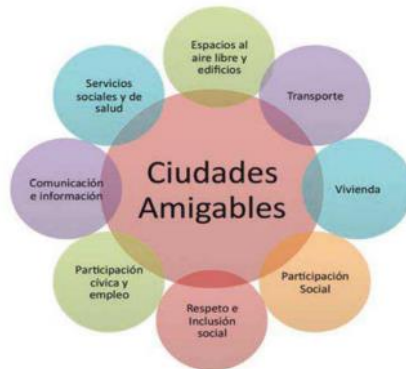 Ciudades
Amigables
Espacios al
aire libre y
edificios
Transporte
Vivienda
Participación
Social
Respeto e
Inclusión
social
Participación
cívica y
empleo
Comunicación
e información
Servicios
sociales y de
salud